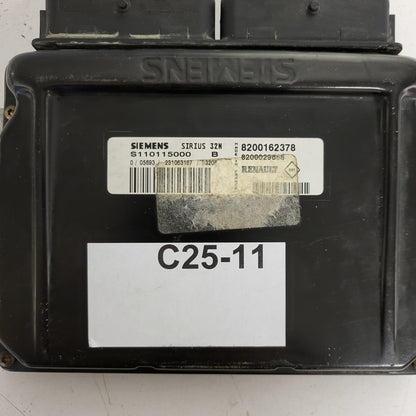 SIEMENS
SIEMENS SIRIUS 32N 8200162378
S110115000 B 8200029658
RENAULT
C25-11